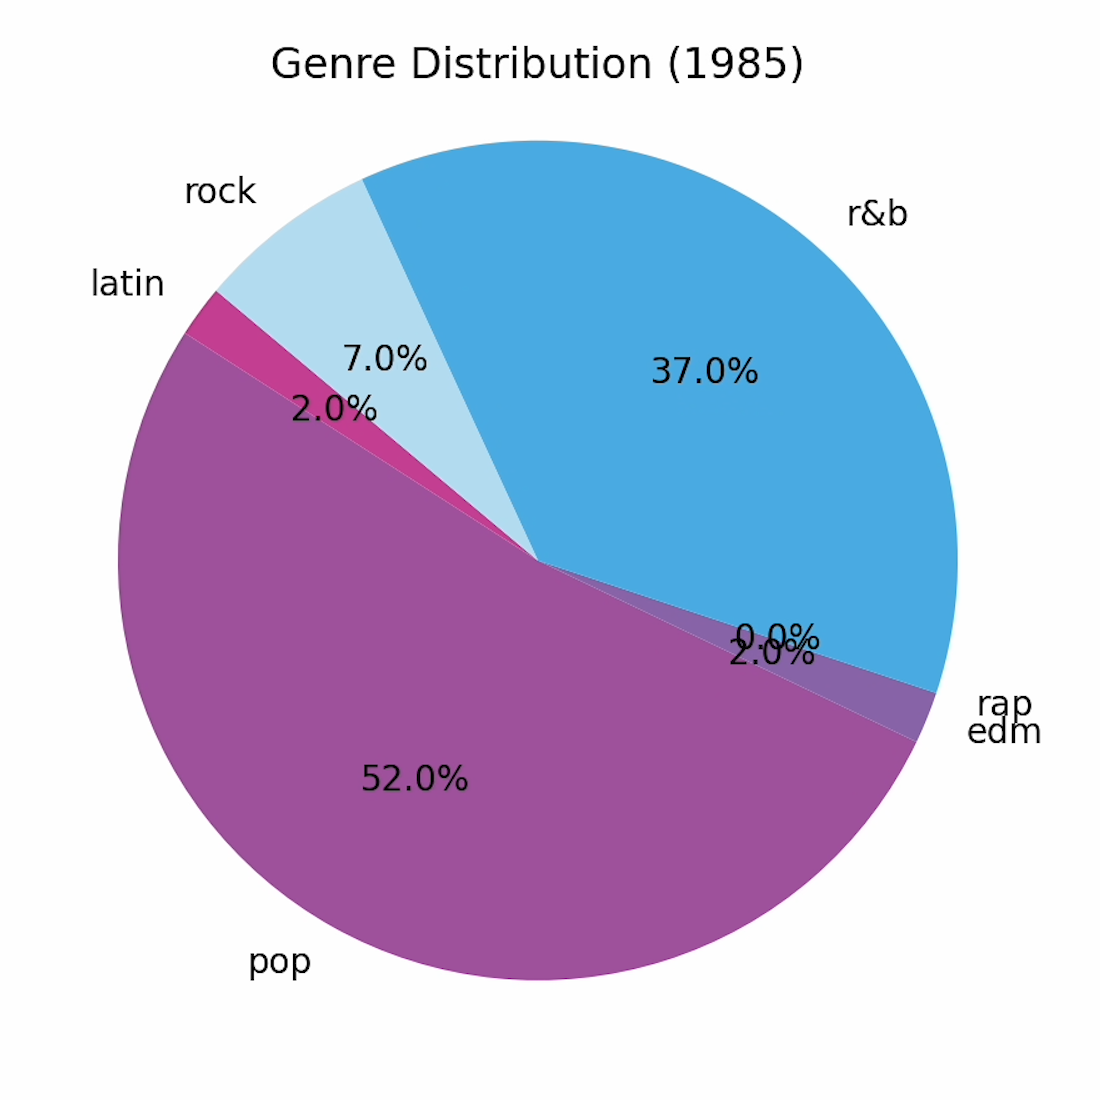 Genre Distribution (1985)
rock
r&b
latin
7.0%
37.0%
2.0%
0.0%
2.0%
rap
edm
52.0%
pop